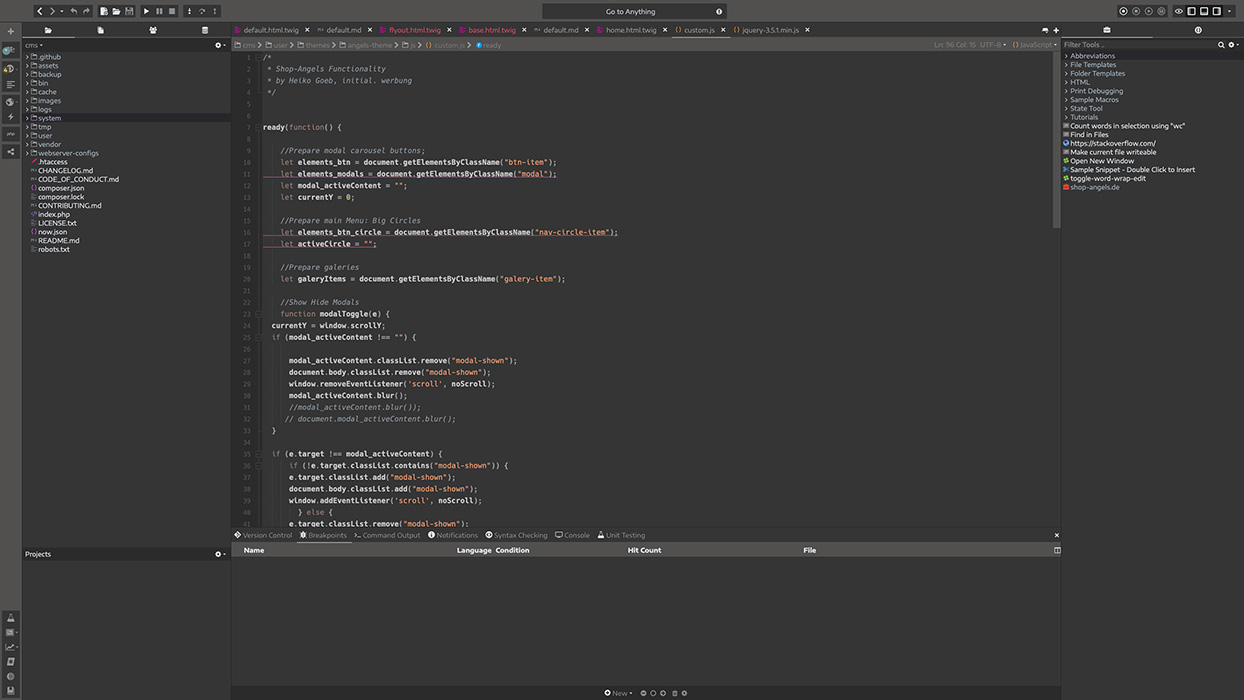 Go to Anything
default.html.twig
default.md
flyout.html.twig
base.html.twig
default.md
home.html.twig
custom.js
jquery-3.5.1.min.js
cms
.github
assets
backup
bin
cache
images
logs
system
tmp
user
vendor
webserver-configs
.htaccess
CHANGELOG.md
CODE_OF_CONDUCT.md
composer.json
composer.lock
CONTRIBUTING.md
index.php
LICENSE.txt
now.json
README.md
robots.txt
Projects
cms > user > themes > angels-theme > js > custom.js > ready
Ln: 96 Col: 15 UTF-8 JavaScript
1 /*
2 * Shop-Angels Functionality
3 * by Heiko Goeb, initial. werbung
4 */
5
6
7 ready(function() {
8
9 //Prepare modal carousel buttons;
10 let elements_btn = document.getElementsByClassName("btn-item");
11 let elements_modals = document.getElementsByClassName("modal");
12 let modal_activeContent = "";
13 let currentY = 0;
14
15 //Prepare main Menu: Big Circles
16 let elements_btn_circle = document.getElementsByClassName("nav-circle-item");
17 let activeCircle = "";
18
19 //Prepare galeries
20 let galeryItems = document.getElementsByClassName("galery-item");
21
22 //Show Hide Modals
23 function modalToggle(e) {
24 currentY = window.scrollY;
25 if (modal_activeContent !== "") {
26
27 modal_activeContent.classList.remove("modal-shown");
28 document.body.classList.remove("modal-shown");
29 window.removeEventListener('scroll', noScroll);
30 modal_activeContent.blur();
31 //modal_activeContent.blur());
32 // document.modal_activeContent.blur();
33 }
34
35 if (e.target !== modal_activeContent) {
36 if (!e.target.classList.contains("modal-shown")) {
37 e.target.classList.add("modal-shown");
38 document.body.classList.add("modal-shown");
39 window.addEventListener('scroll', noScroll);
40 } else {
41 e.target.classList.remove("modal-shown");
Version Control
Breakpoints
Command Output
Notifications
Syntax Checking
Console
Unit Testing
Name Language Condition Hit Count File
New
Filter Tools ..
Abbreviations
File Templates
Folder Templates
HTML
Print Debugging
Sample Macros
State Tool
Tutorials
Count words in selection using "wc"
Find in Files
https://stackoverflow.com/
Make current file writeable
Open New Window
Sample Snippet - Double Click to Insert
toggle-word-wrap-edit
shop-angels.de